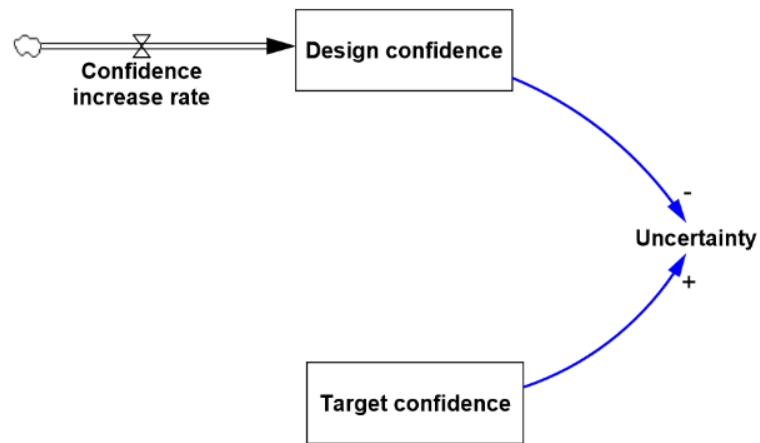 Design confidence
Confidence
increase rate
-
Uncertainty
+
Target confidence